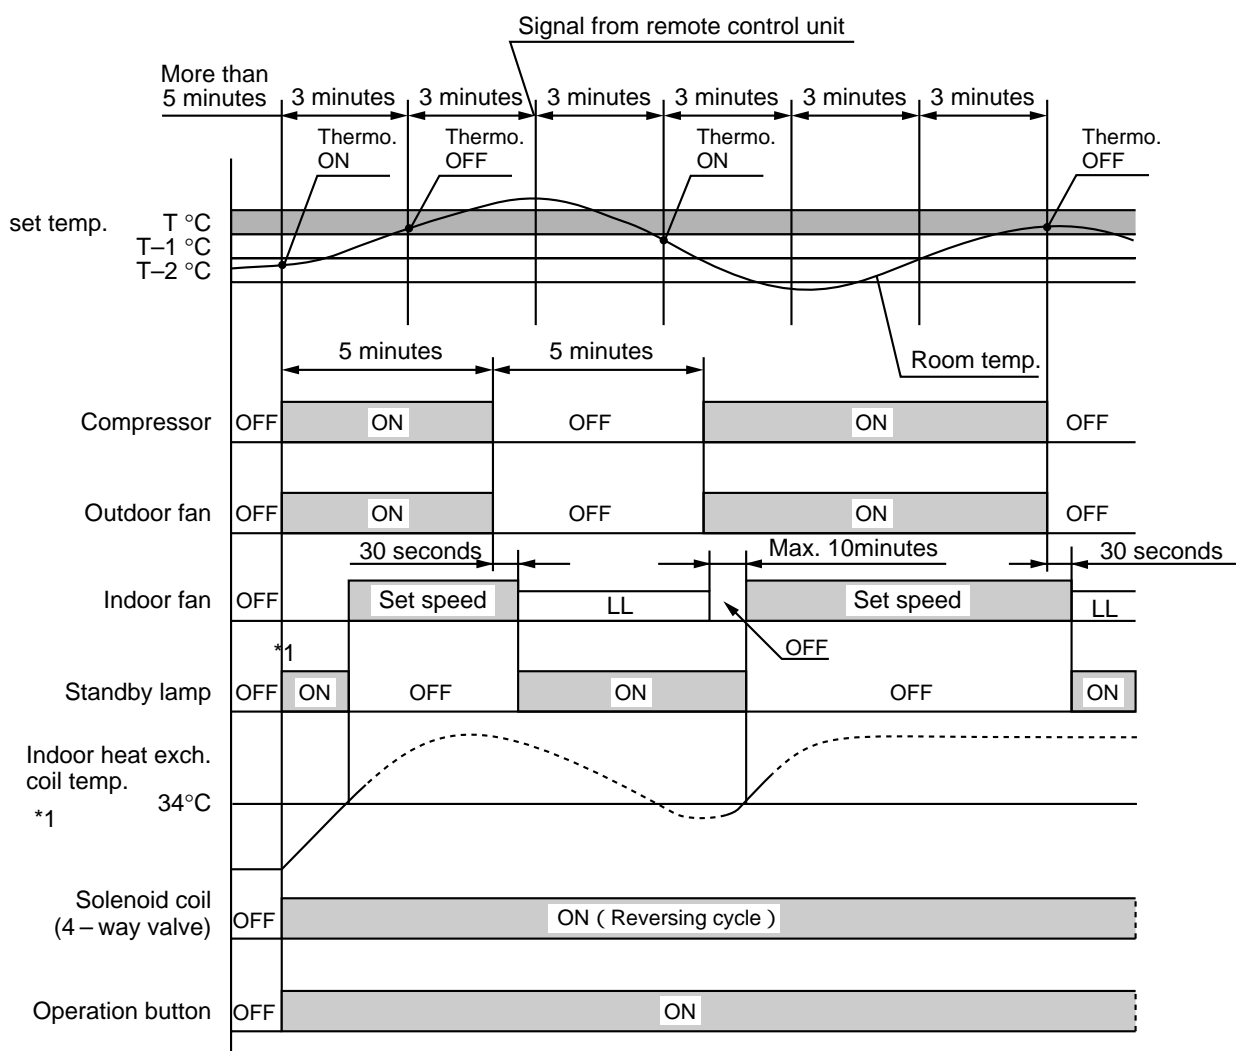 Signal from remote control unit
More than
5 minutes
3 minutes 3 minutes 3 minutes 3 minutes 3 minutes 3 minutes
Thermo. ON
Thermo. OFF
Thermo. ON
Thermo. OFF
set temp. T °C
T–1 °C
T–2 °C
5 minutes 5 minutes
Room temp.
Compressor OFF ON OFF ON OFF
Outdoor fan OFF ON OFF ON OFF
30 seconds Max. 10minutes 30 seconds
Indoor fan OFF Set speed LL Set speed LL
OFF
*1
Standby lamp OFF ON OFF ON OFF ON
Indoor heat exch.
coil temp.
34°C
*1
Solenoid coil
(4 – way valve) OFF ON ( Reversing cycle )
Operation button OFF ON